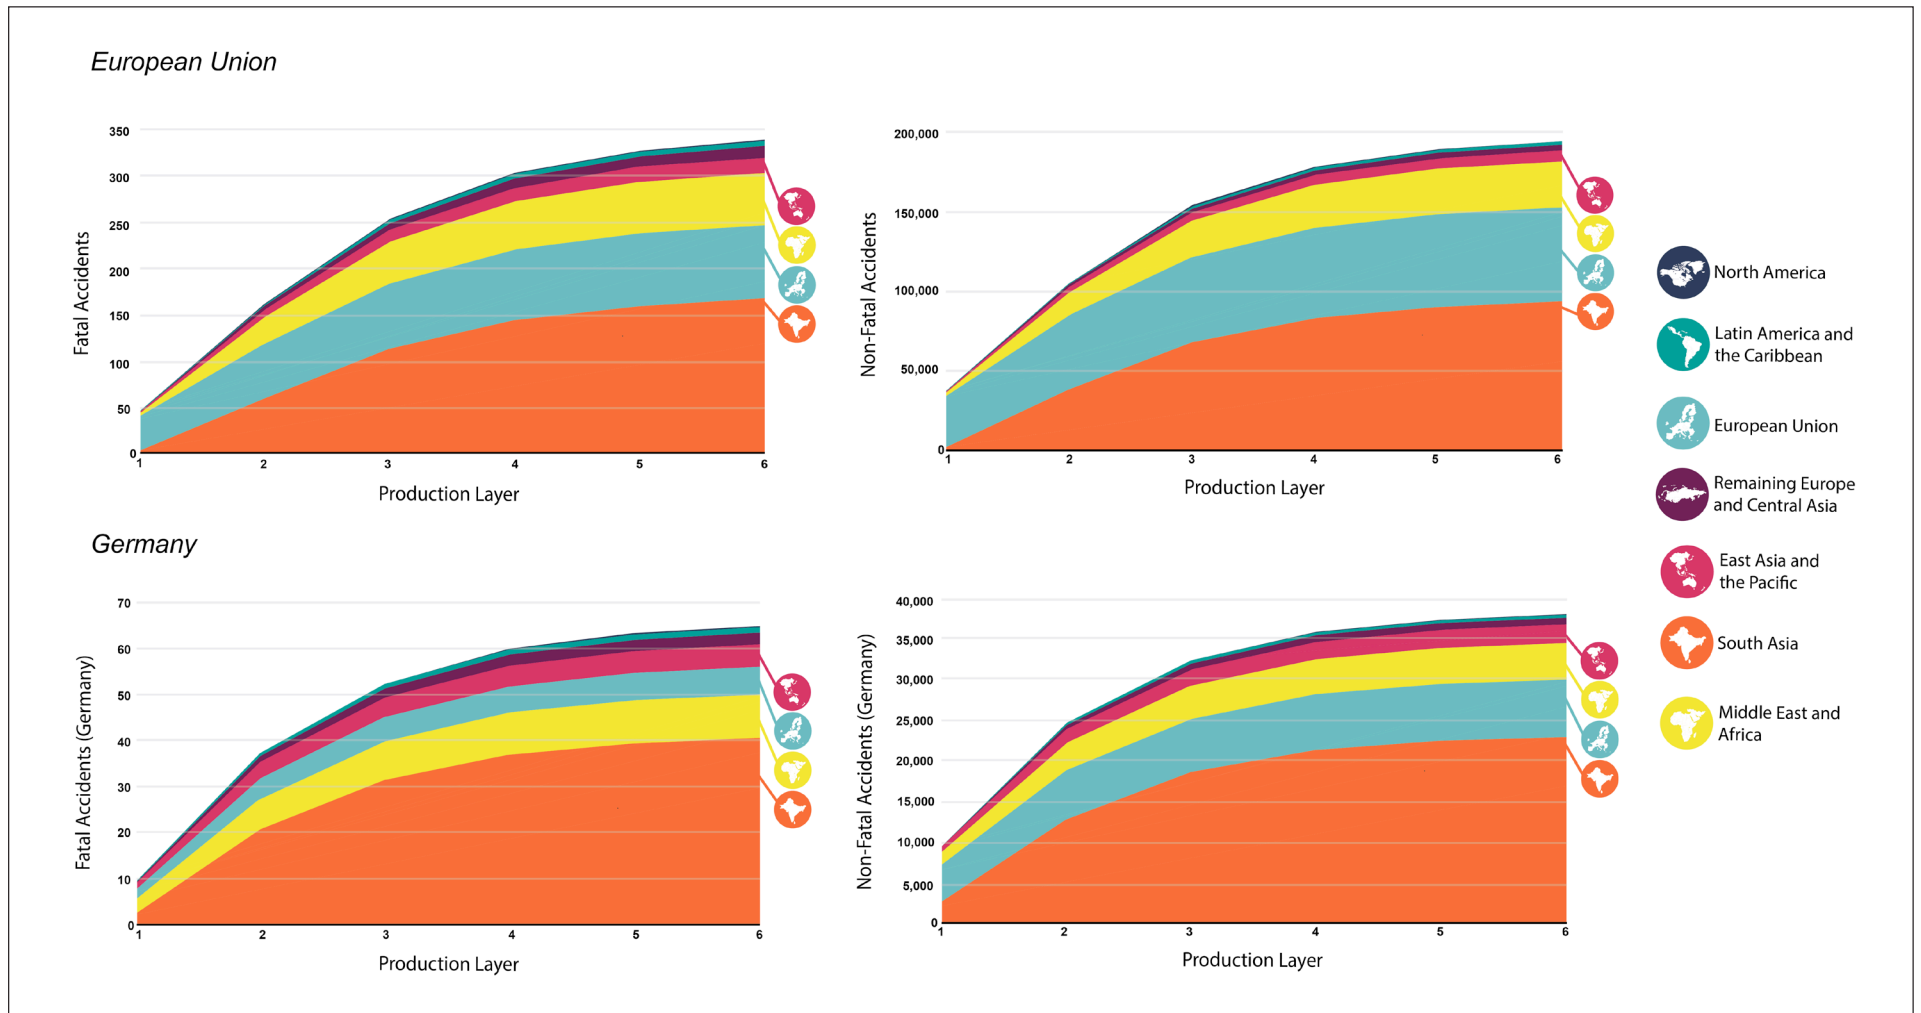 European Union
Fatal Accidents
350
300
250
200
150
100
50
0
1 2 3 4 5 6
Production Layer
Non-Fatal Accidents
200,000
150,000
100,000
50,000
0
1 2 3 4 5 6
Production Layer
Germany
Fatal Accidents (Germany)
70
60
50
40
30
20
10
0
1 2 3 4 5 6
Production Layer
Non-Fatal Accidents (Germany)
40,000
35,000
30,000
25,000
20,000
15,000
10,000
5,000
0
1 2 3 4 5 6
Production Layer
North America
Latin America and
the Caribbean
European Union
Remaining Europe
and Central Asia
East Asia and
the Pacific
South Asia
Middle East and
Africa